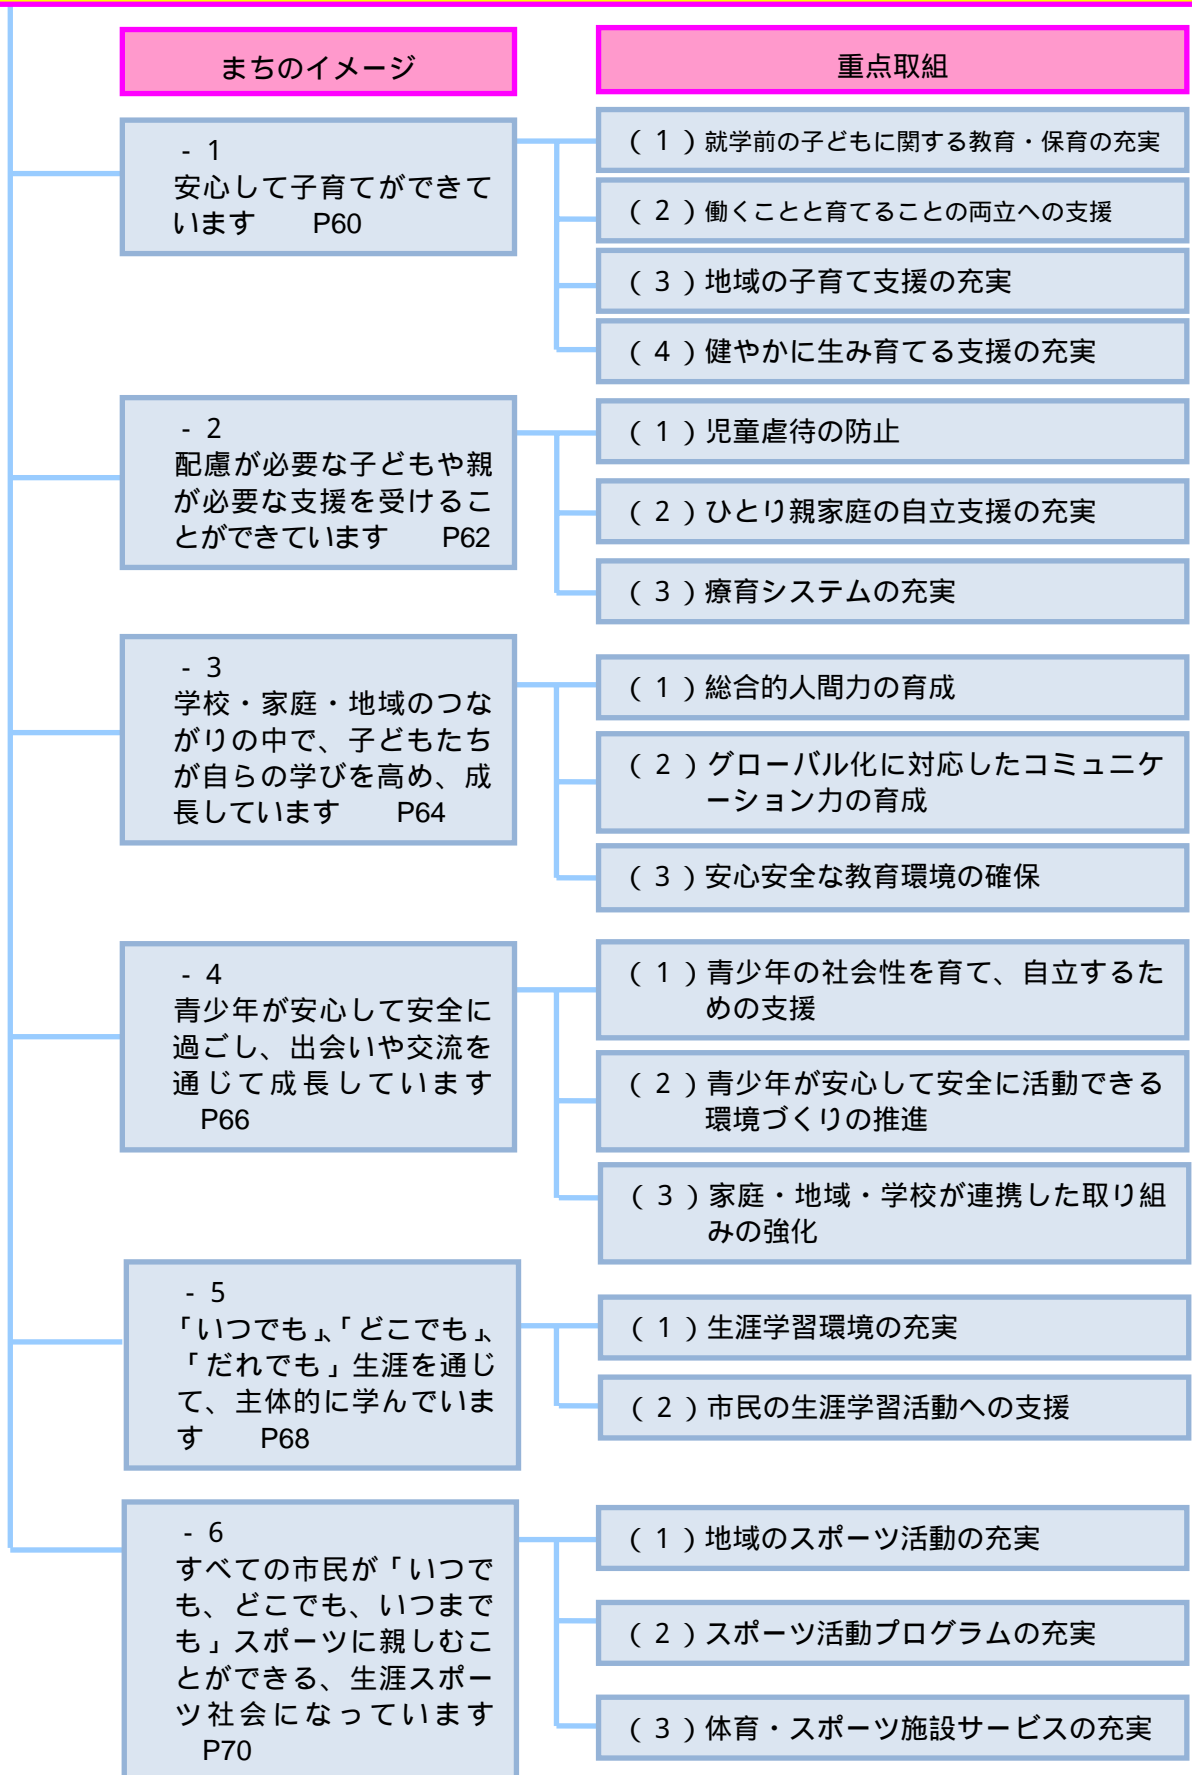 まちのイメージ
重点取組
- 1
安心して子育てができて
います P60
(1)就学前の子どもに関する教育・保育の充実
(2)働くことと育てることの両立への支援
(3)地域の子育て支援の充実
(4)健やかに生み育てる支援の充実
- 2
配慮が必要な子どもや親
が必要な支援を受けるこ
とができています P62
(1)児童虐待の防止
(2)ひとり親家庭の自立支援の充実
(3)療育システムの充実
- 3
学校・家庭・地域のつな
がりの中で、子どもたち
が自らの学びを高め、成
長しています P64
(1)総合的人間力の育成
(2)グローバル化に対応したコミュニケ
ーション力の育成
(3)安心安全な教育環境の確保
- 4
青少年が安心して安全に
過ごし、出会いや交流を
通じて成長しています
P66
(1)青少年の社会性を育て、自立するた
めの支援
(2)青少年が安心して安全に活動できる
環境づくりの推進
(3)家庭・地域・学校が連携した取り組
みの強化
- 5
「いつでも」、「どこでも」、
「だれでも」生涯を通じ
て、主体的に学んでいま
す P68
(1)生涯学習環境の充実
(2)市民の生涯学習活動への支援
- 6
すべての市民が「いつで
も、どこでも、いつまで
も」スポーツに親しむこ
とができる、生涯スポー
ツ社会になっています
P70
(1)地域のスポーツ活動の充実
(2)スポーツ活動プログラムの充実
(3)体育・スポーツ施設サービスの充実